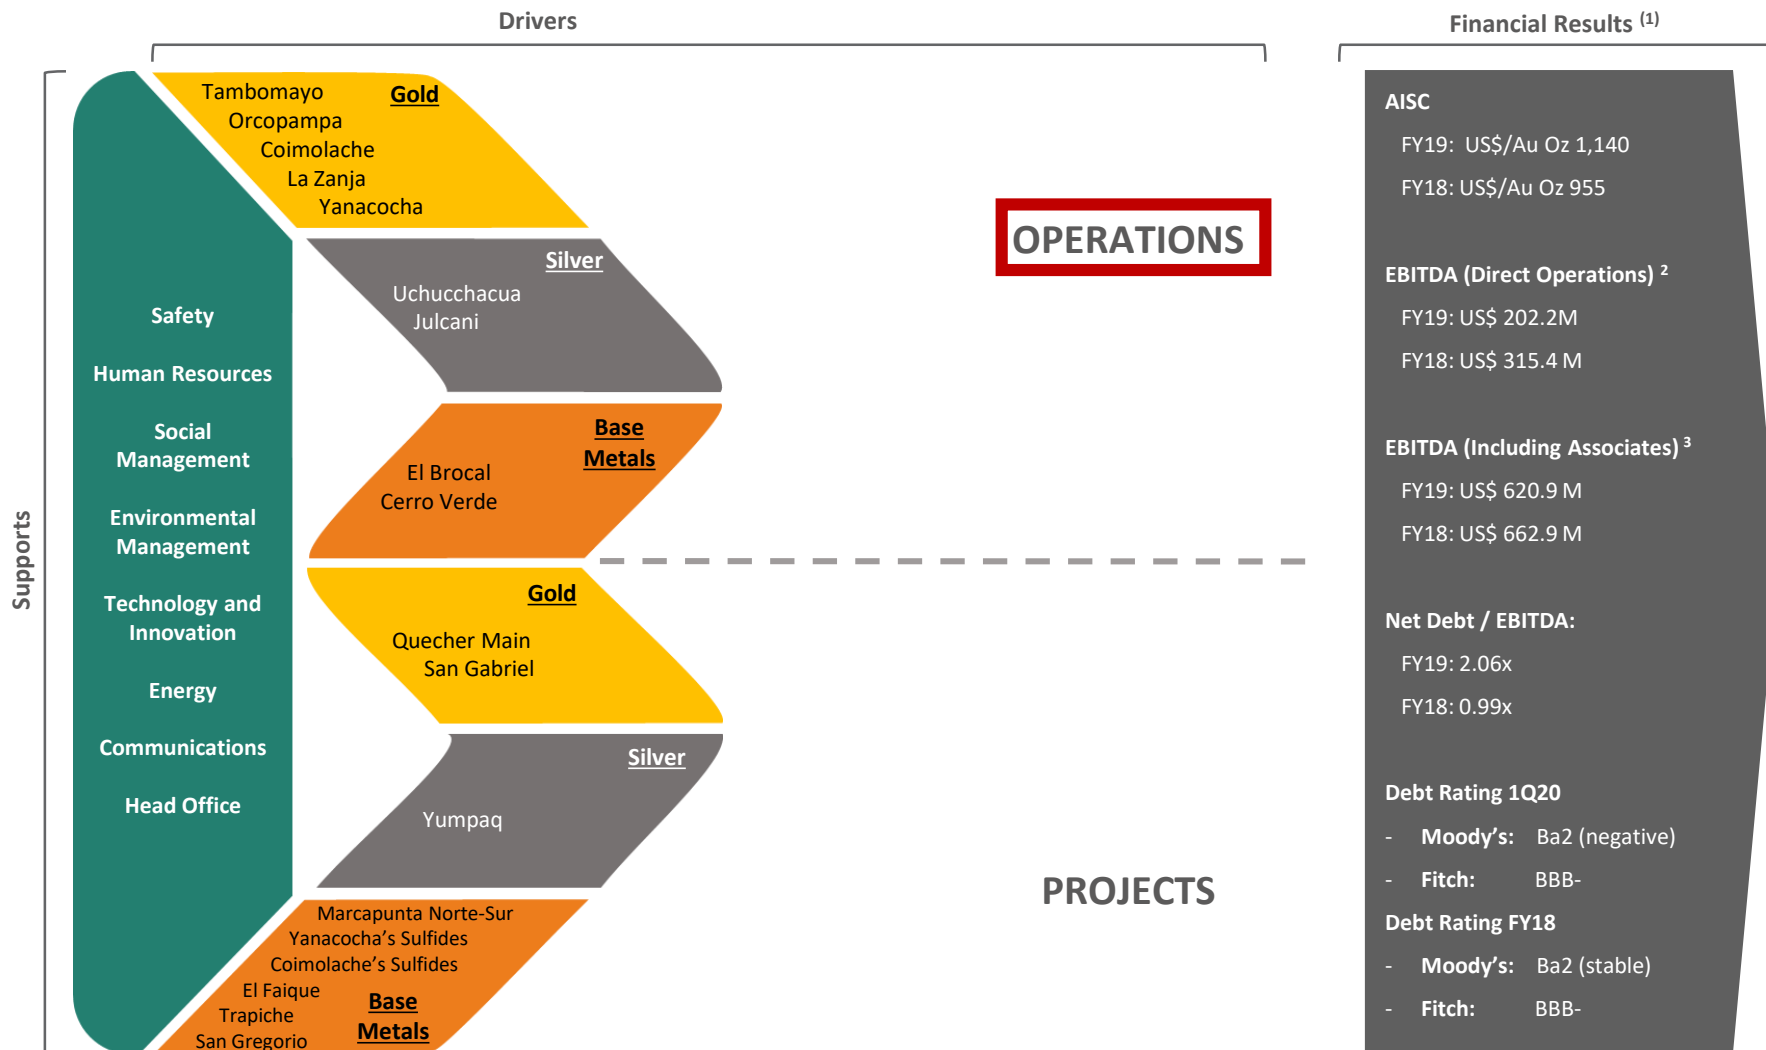 Drivers
Financial Results (1)
Supports
Safety
Human Resources
Social
Management
Environmental
Management
Technology and
Innovation
Energy
Communications
Head Office
Gold
Tambomayo
Orcopampa
Coimolache
La Zanja
Yanacocha
Silver
Uchucchacua
Julcani
Base
Metals
El Brocal
Cerro Verde
OPERATIONS
Gold
Quecher Main
San Gabriel
Silver
Yumpaq
Marcapunta Norte-Sur
Yanacocha’s Sulfides
Coimolache’s Sulfides
El Faique
Trapiche
San Gregorio
Base
Metals
PROJECTS
AISC
FY19: US$/Au Oz 1,140
FY18: US$/Au Oz 955
EBITDA (Direct Operations) 2
FY19: US$ 202.2M
FY18: US$ 315.4 M
EBITDA (Including Associates) 3
FY19: US$ 620.9 M
FY18: US$ 662.9 M
Net Debt / EBITDA:
FY19: 2.06x
FY18: 0.99x
Debt Rating 1Q20
- Moody’s: Ba2 (negative)
- Fitch: BBB-
Debt Rating FY18
- Moody’s: Ba2 (stable)
- Fitch: BBB-